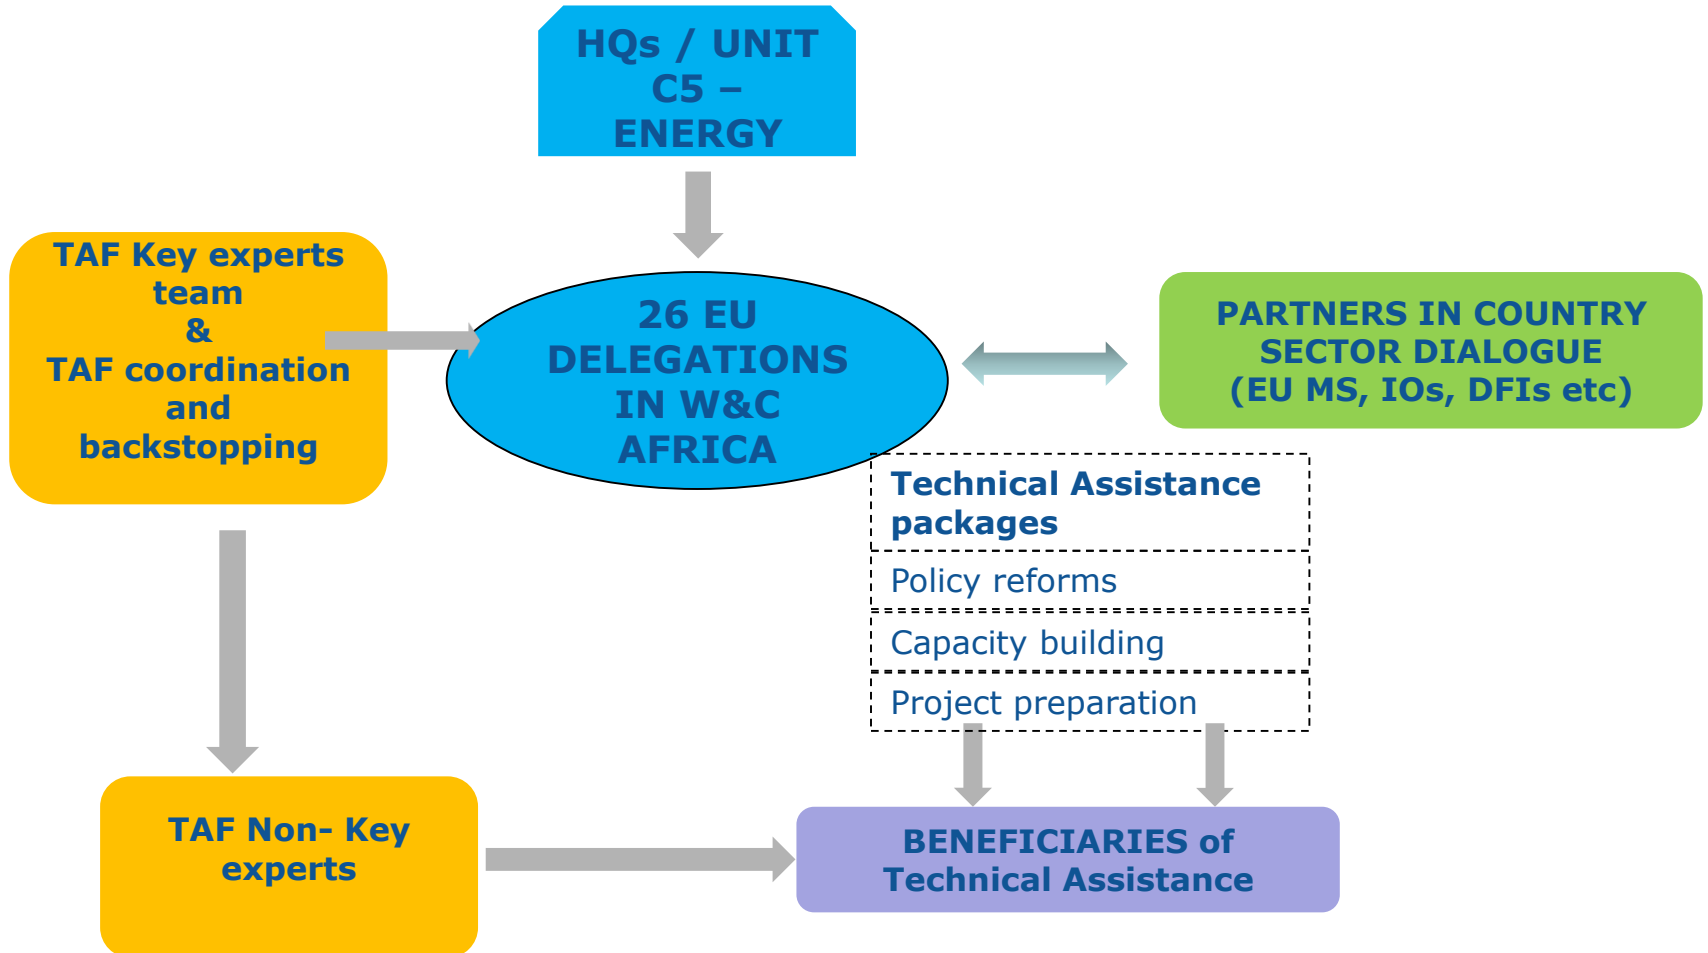 HQs / UNIT
C5 –
ENERGY
TAF Key experts
team
&
TAF coordination
and
backstopping
26 EU
DELEGATIONS
IN W&C
AFRICA
PARTNERS IN COUNTRY
SECTOR DIALOGUE
(EU MS, IOs, DFIs etc)
Technical Assistance
packages
Policy reforms
Capacity building
Project preparation
TAF Non– Key
experts
BENEFICIARIES of
Technical Assistance